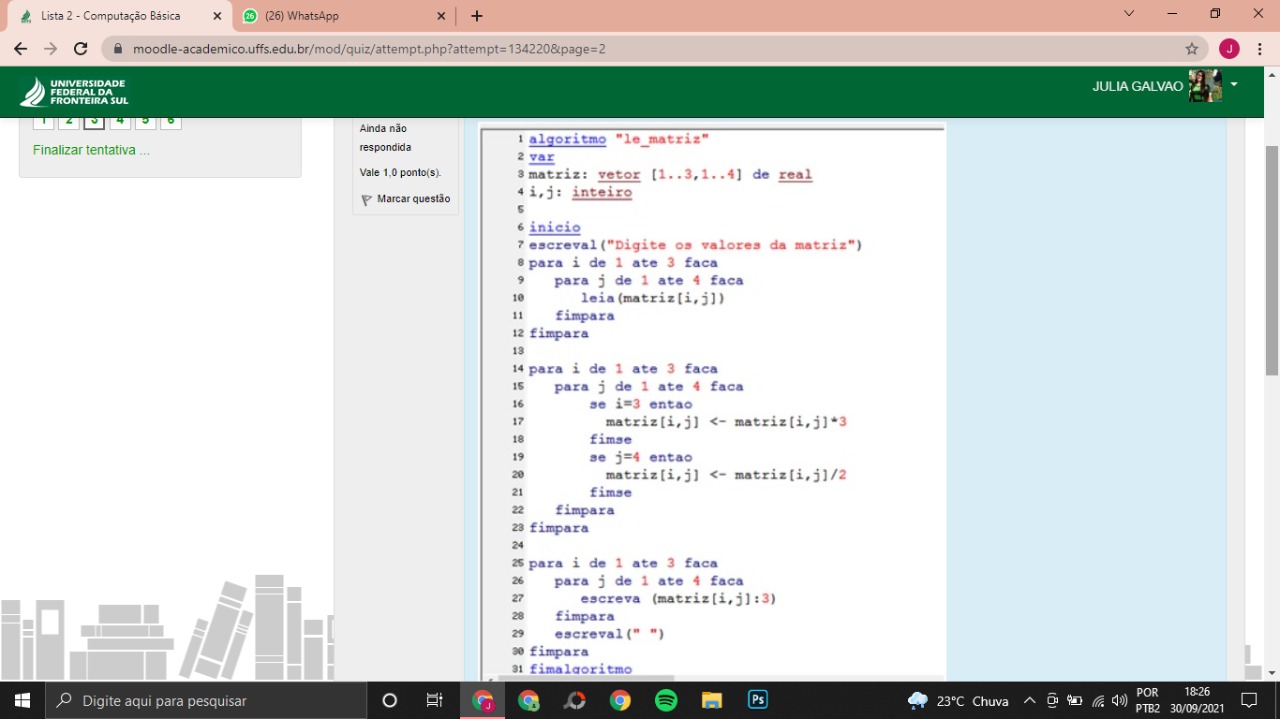 Lista 2 - Computação Básica
(26) WhatsApp
moodle-academico.uffs.edu.br/mod/quiz/attempt.php?attempt=134220&page=2
J
UNIVERSIDADE
FEDERAL DA
FRONTEIRA SUL
JULIA GALVAO
1 2 3 4 5 6
Finalizar tentativa ...
Ainda não
respondida
Vale 1,0 ponto(s).
Marcar questão
1 algoritmo "le_matriz"
2 var
3 matriz: vetor [1..3,1..4] de real
4 i,j: inteiro
5
6 inicio
7 escreval("Digite os valores da matriz")
8 para i de 1 ate 3 faca
9 para j de 1 ate 4 faca
10 leia(matriz[i,j])
11 fimpara
12 fimpara
13
14 para i de 1 ate 3 faca
15 para j de 1 ate 4 faca
16 se i=3 entao
17 matriz[i,j] <- matriz[i,j]*3
18 fimse
19 se j=4 entao
20 matriz[i,j] <- matriz[i,j]/2
21 fimse
22 fimpara
23 fimpara
24
25 para i de 1 ate 3 faca
26 para j de 1 ate 4 faca
27 escreva (matriz[i,j]:3)
28 fimpara
29 escreval(" ")
30 fimpara
31 fimalgoritmo
Digite aqui para pesquisar
Ps
23°C Chuva
POR
PTB2
18:26
30/09/2021